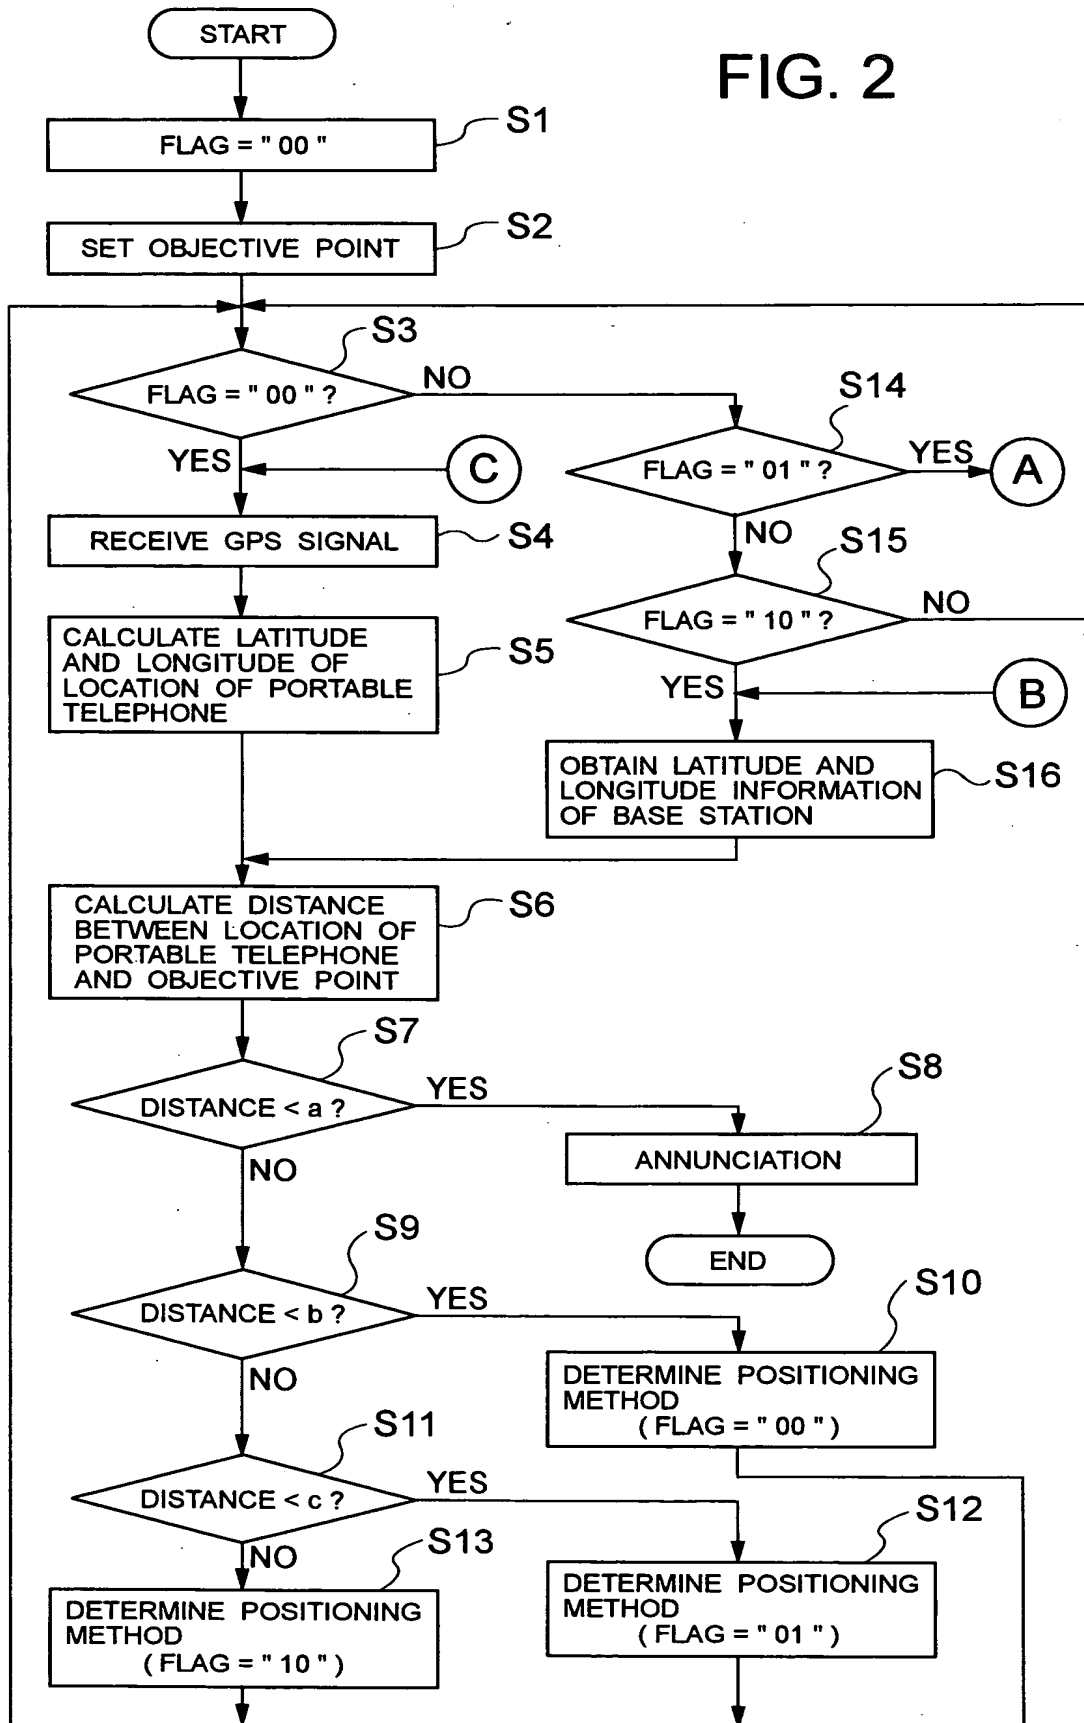 START
FIG. 2
S1
FLAG = " 00 "
S2
SET OBJECTIVE POINT
S3
FLAG = " 00 " ?
NO
YES
C
S14
FLAG = " 01 " ?
YES
A
NO
S4
RECEIVE GPS SIGNAL
S15
FLAG = " 10 " ?
NO
YES
B
S5
CALCULATE LATITUDE
AND LONGITUDE OF
LOCATION OF PORTABLE
TELEPHONE
S16
OBTAIN LATITUDE AND
LONGITUDE INFORMATION
OF BASE STATION
S6
CALCULATE DISTANCE
BETWEEN LOCATION OF
PORTABLE TELEPHONE
AND OBJECTIVE POINT
S7
DISTANCE < a ?
YES
NO
S8
ANNUNCIATION
END
S9
DISTANCE < b ?
YES
NO
S10
DETERMINE POSITIONING
METHOD
( FLAG = " 00 " )
S11
DISTANCE < c ?
YES
NO
S12
DETERMINE POSITIONING
METHOD
( FLAG = " 01 " )
S13
DETERMINE POSITIONING
METHOD
( FLAG = " 10 " )